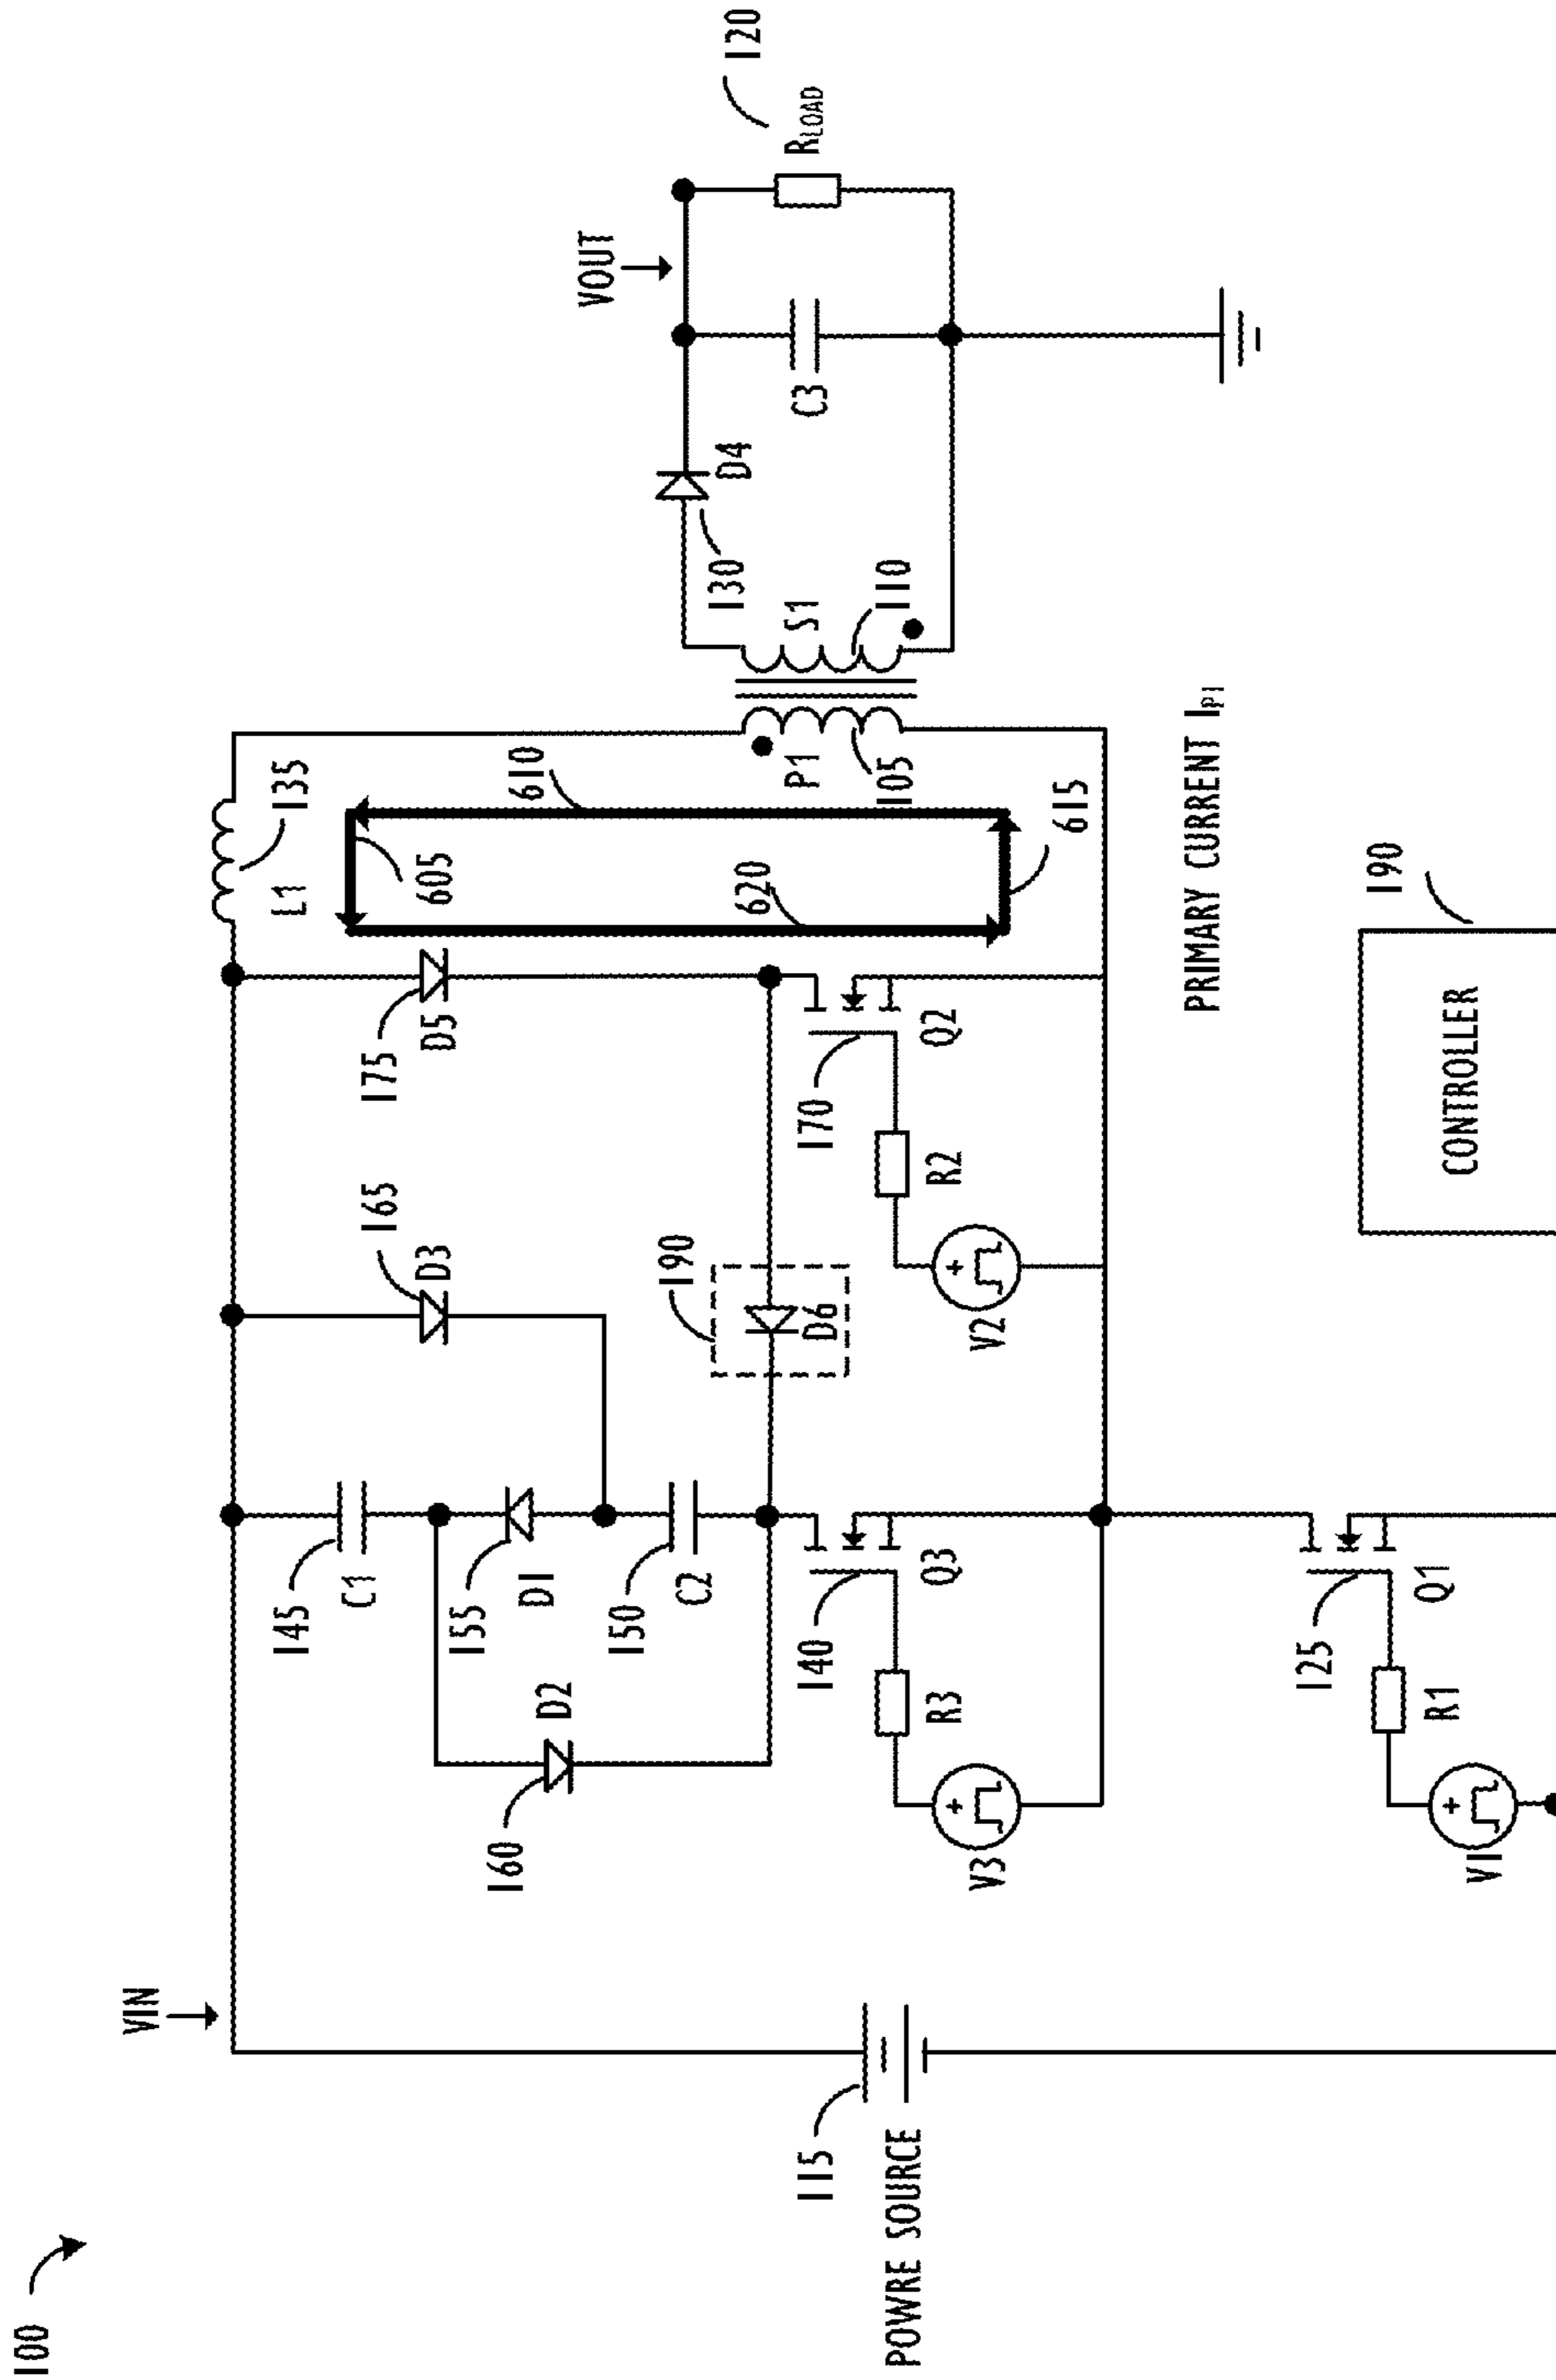 100
VIN
115
POWRE SOURCE
145
C1
155
D1
150
C2
160
D2
165
D3
175
D5
L1
135
190
D6
140
Q3
R3
V3
170
Q2
R2
V2
605
610
615
620
P1
105
S1
110
130
D4
VOUT
C3
RLOAD
120
PRIMARY CURRENT IP1
125
Q1
R1
V1
190
CONTROLLER